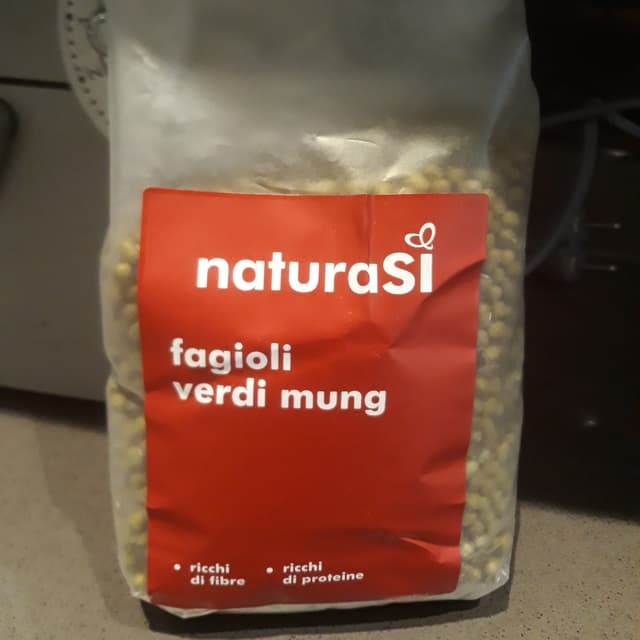 naturaSì
fagioli
verdi mung
• ricchi
di fibre
• ricchi
di proteine